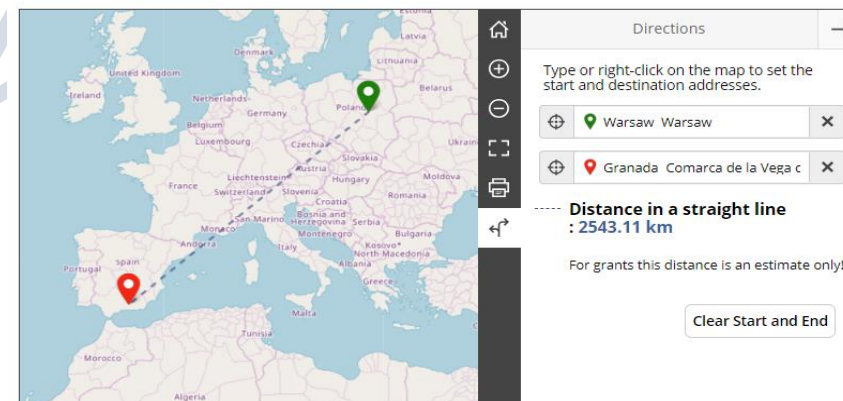 Directions
Type or right-click on the map to set the
start and destination addresses.
Warsaw Warsaw
Granada Comarca de la Vega c
Distance in a straight line
: 2543.11 km
For grants this distance is an estimate only!
Clear Start and End
Estonia
Latvia
Denmark
Lithuania
United Kingdom
Ireland
Belarus
Netherlands
Poland
Germany
Belgium
Luxembourg
Czechia
Ukrain
Slovakia
Liechtenstein
Austria
Moldova
France
Switzerland
Slovenia
Hungary
Croatia
Romania
San Marino
Bosnia and
Herzegovina
Serbia
Monaco
Montenegro
Bulgaria
Andorra
Italy
Kosovo*
North Macedonia
Albania
Spain
Portugal
Greece
Malta
Tunisia
Morocco
Algeria